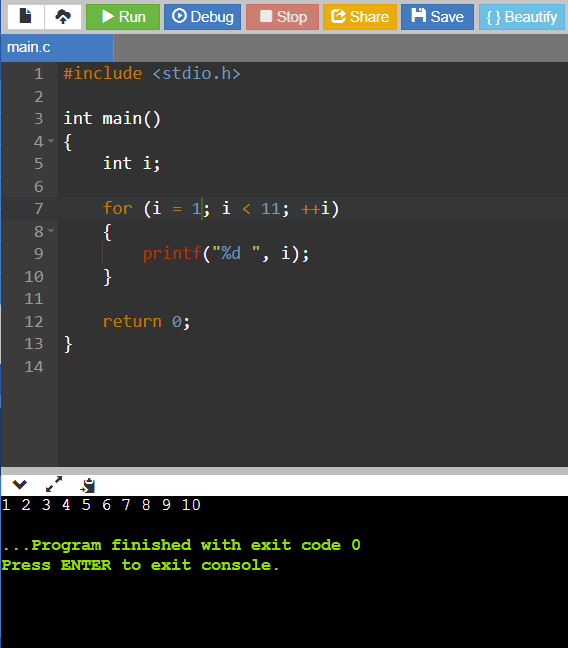 Run Debug Stop Share Save { } Beautify
main.c
1 #include <stdio.h>
2
3 int main()
4 {
5     int i;
6
7     for (i = 1; i < 11; ++i)
8     {
9         printf("%d ", i);
10     }
11
12     return 0;
13 }
14
1 2 3 4 5 6 7 8 9 10
...Program finished with exit code 0
Press ENTER to exit console.